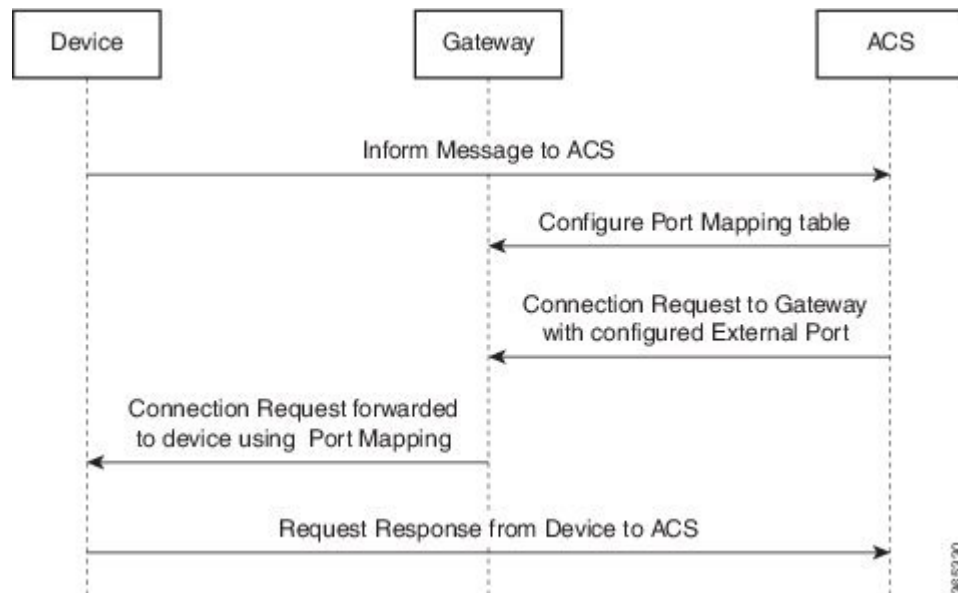 Device
Gateway
ACS
Inform Message to ACS
Configure Port Mapping table
Connection Request to Gateway
with configured External Port
Connection Request forwarded
to device using Port Mapping
Request Response from Device to ACS